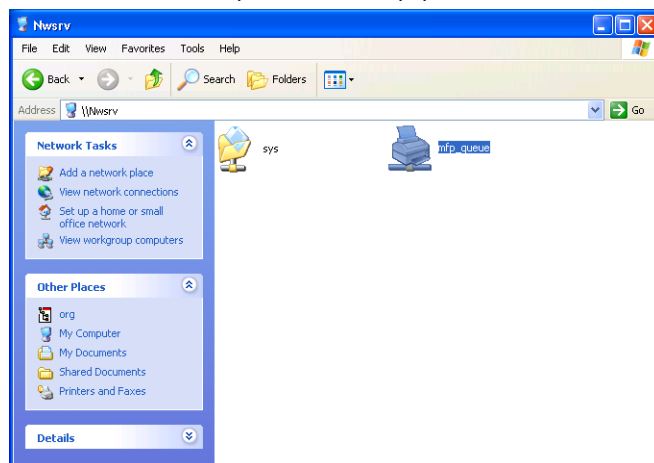 Nwsrv
File Edit View Favorites Tools Help
Back Search Folders
Address \\Nwsrv Go
Network Tasks
Add a network place
View network connections
Set up a home or small
office network
View workgroup computers
Other Places
org
My Computer
My Documents
Shared Documents
Printers and Faxes
Details
sys
mfp_queue